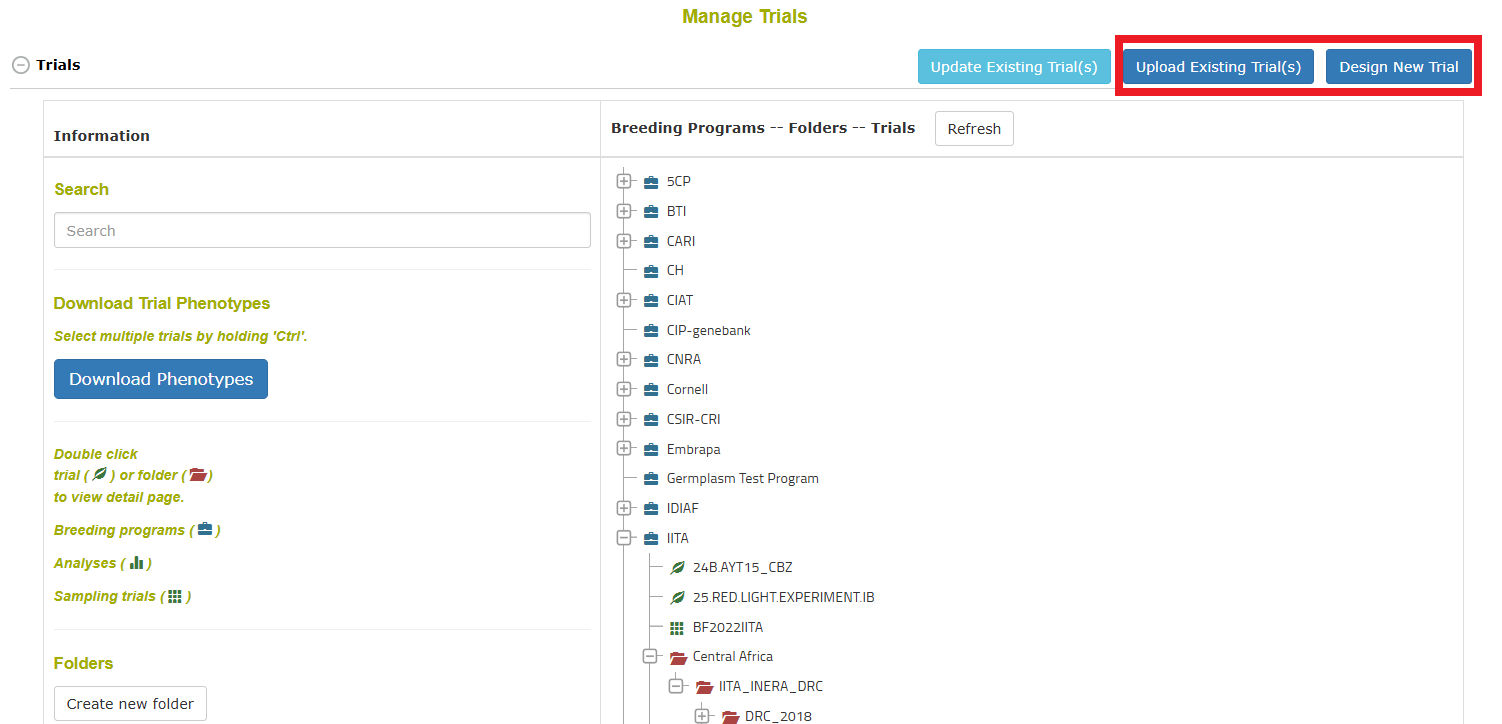 Manage Trials
Trials
Update Existing Trial(s)
Upload Existing Trial(s)
Design New Trial
Information
Search
Search
Download Trial Phenotypes
Select multiple trials by holding 'Ctrl'.
Download Phenotypes
Double click
trial ( ) or folder ( )
to view detail page.
Breeding programs ( )
Analyses ( )
Sampling trials ( )
Folders
Create new folder
Breeding Programs -- Folders -- Trials
Refresh
5CP
BTI
CARI
CH
CIAT
CIP-genebank
CNRA
Cornell
CSIR-CRI
Embrapa
Germplasm Test Program
IDIAF
IITA
24B.AYT15_CBZ
25.RED.LIGHT.EXPERIMENT.IB
BF2022IITA
Central Africa
IITA_INERA_DRC
DRC_2018